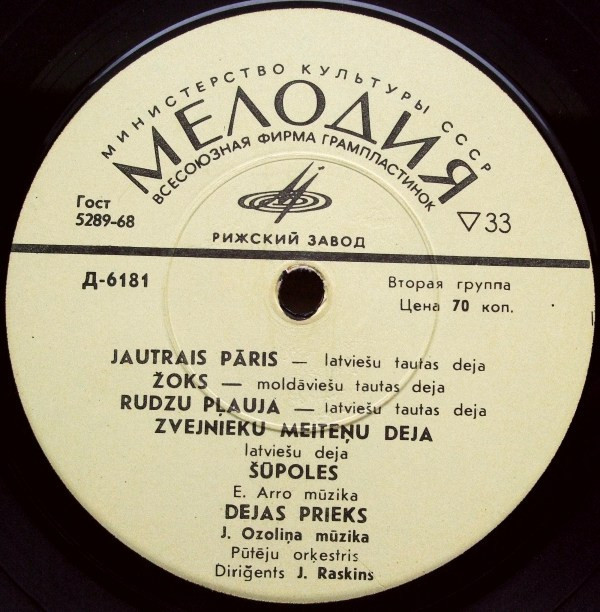 МИНИСТЕРСТВО КУЛЬТУРЫ СССР
МЕЛОДИЯ
ВСЕСОЮЗНАЯ ФИРМА ГРАМПЛАСТИНОК
Гост
5289-68
33
РИЖСКИЙ ЗАВОД
Д-6181
Вторая группа
Цена 70 коп.
JAUTRAIS PĀRIS — latviešu tautas deja
ŽOKS — moldāviešu tautas deja
RUDZU PĻAUJA — latviešu tautas deja
ZVEJNIEKU MEITEŅU DEJA
latviešu deja
ŠŪPOLES
E. Arro mūzika
DEJAS PRIEKS
J. Ozoliņa mūzika
Pūtēju orķestris
Diriģents J. Raskins